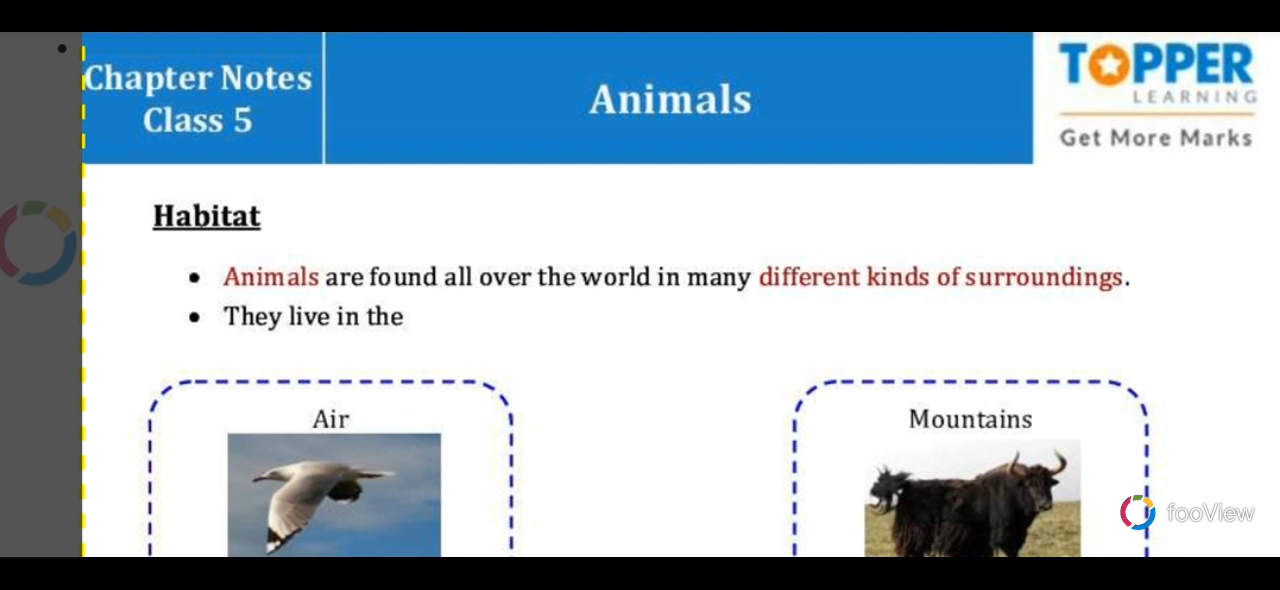 Chapter Notes
Class 5
Animals
TOPPER
LEARNING
Get More Marks
Habitat
• Animals are found all over the world in many different kinds of surroundings.
• They live in the
Air
Mountains
fooView